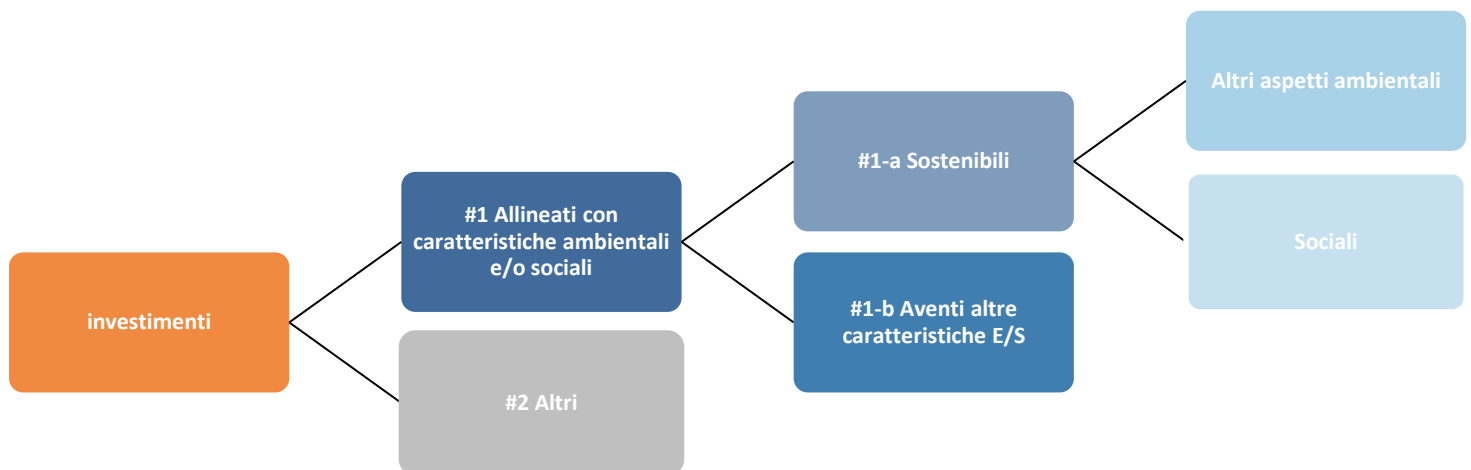 Altri aspetti ambientali
#1-a Sostenibili
#1 Allineati con
caratteristiche ambientali
e/o sociali
Sociali
investimenti
#1-b Aventi altre
caratteristiche E/S
#2 Altri